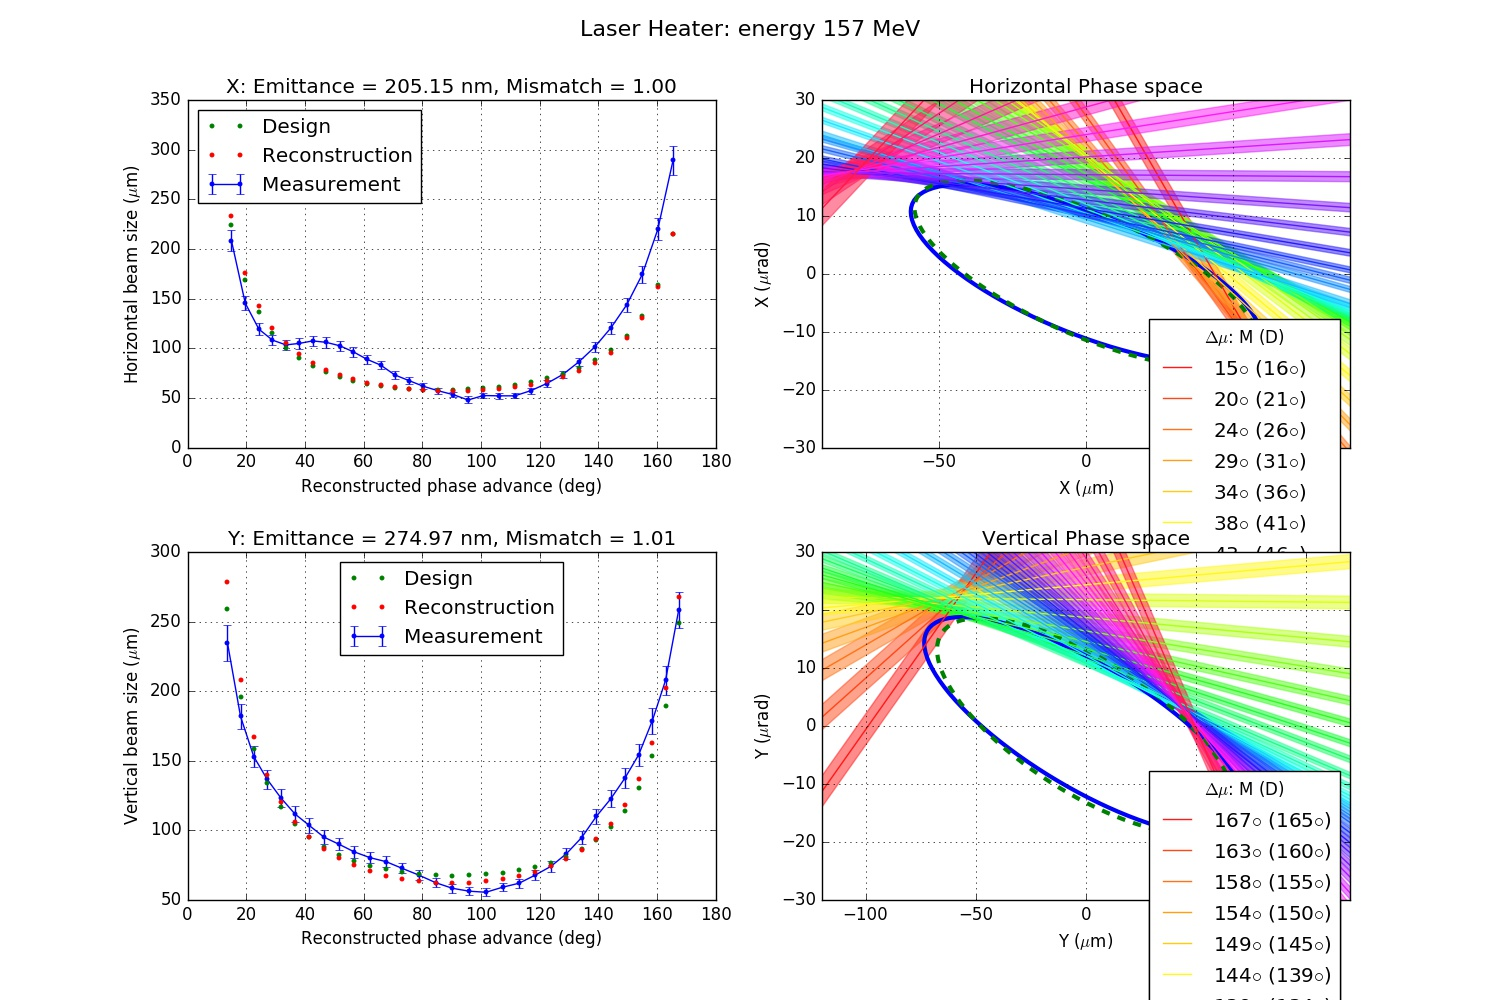 Laser Heater: energy 157 MeV
X: Emittance = 205.15 nm, Mismatch = 1.00
350
300
250
200
150
100
50
0
Horizontal beam size (μm)
Design
Reconstruction
Measurement
0 20 40 60 80 100 120 140 160 180
Reconstructed phase advance (deg)
Horizontal Phase space
30
20
10
0
−10
−20
−30
X (μrad)
−50 0
X (μm)
Δμ: M (D)
15○ (16○)
20○ (21○)
24○ (26○)
29○ (31○)
34○ (36○)
38○ (41○)
Y: Emittance = 274.97 nm, Mismatch = 1.01
300
250
200
150
100
50
Vertical beam size (μm)
Design
Reconstruction
Measurement
0 20 40 60 80 100 120 140 160 180
Reconstructed phase advance (deg)
Vertical Phase space
30
20
10
0
−10
−20
−30
Y (μrad)
−100 −50 0
Y (μm)
Δμ: M (D)
167○ (165○)
163○ (160○)
158○ (155○)
154○ (150○)
149○ (145○)
144○ (139○)